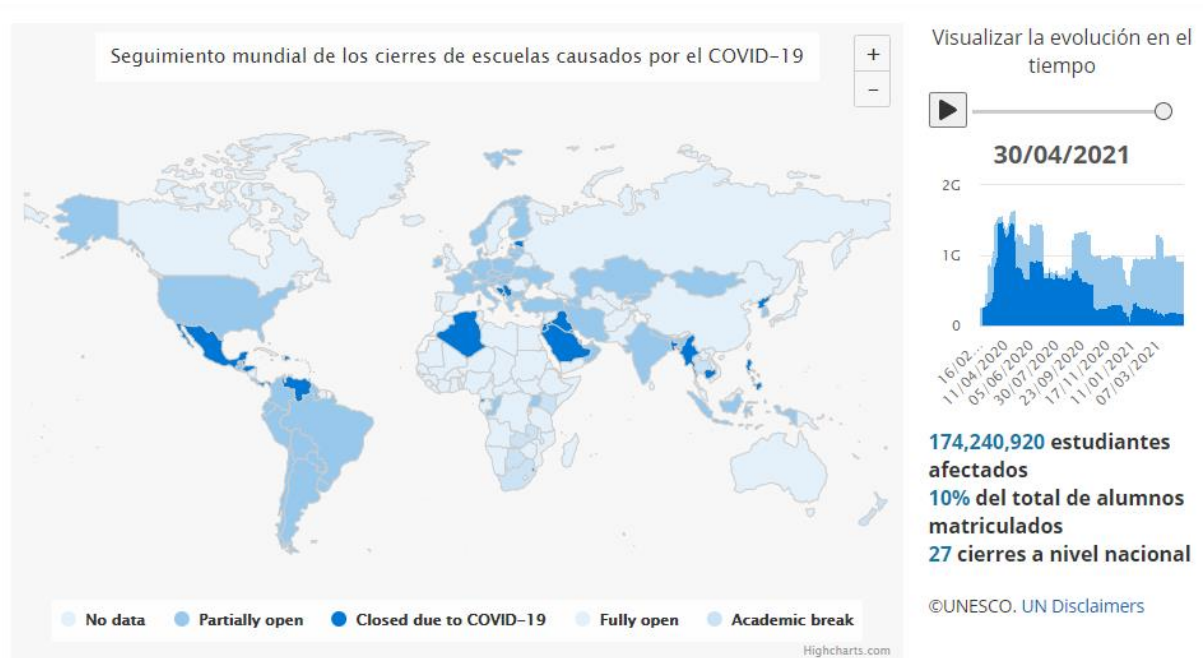 Seguimiento mundial de los cierres de escuelas causados por el COVID-19
+
-
No data
Partially open
Closed due to COVID-19
Fully open
Academic break
Highcharts.com
Visualizar la evolución en el
tiempo
30/04/2021
2G
1G
0
16/02...
11/04/2020
05/06/2020
30/07/2020
23/09/2020
17/11/2020
11/01/2021
07/03/2021
174,240,920 estudiantes
afectados
10% del total de alumnos
matriculados
27 cierres a nivel nacional
©UNESCO. UN Disclaimers